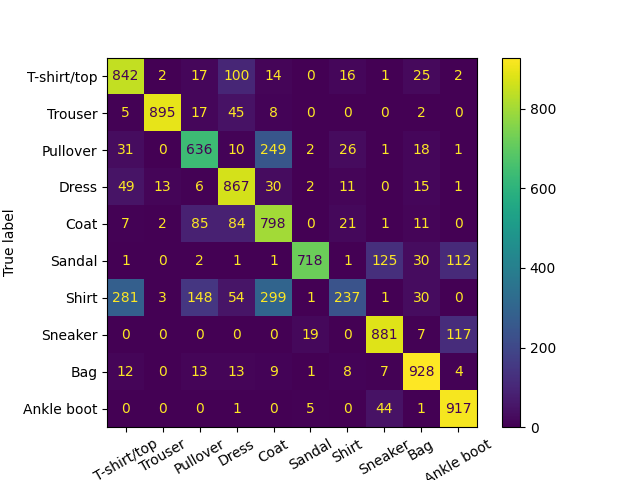 T-shirt/top 842 2 17 100 14 0 16 1 25 2
Trouser 5 895 17 45 8 0 0 0 2 0
Pullover 31 0 636 10 249 2 26 1 18 1
Dress 49 13 6 867 30 2 11 0 15 1
Coat 7 2 85 84 798 0 21 1 11 0
Sandal 1 0 2 1 1 718 1 125 30 112
Shirt 281 3 148 54 299 1 237 1 30 0
Sneaker 0 0 0 0 0 19 0 881 7 117
Bag 12 0 13 13 9 1 8 7 928 4
Ankle boot 0 0 0 1 0 5 0 44 1 917
T-shirt/top Trouser Pullover Dress Coat Sandal Shirt Sneaker Bag Ankle boot
True label
800
600
400
200
0